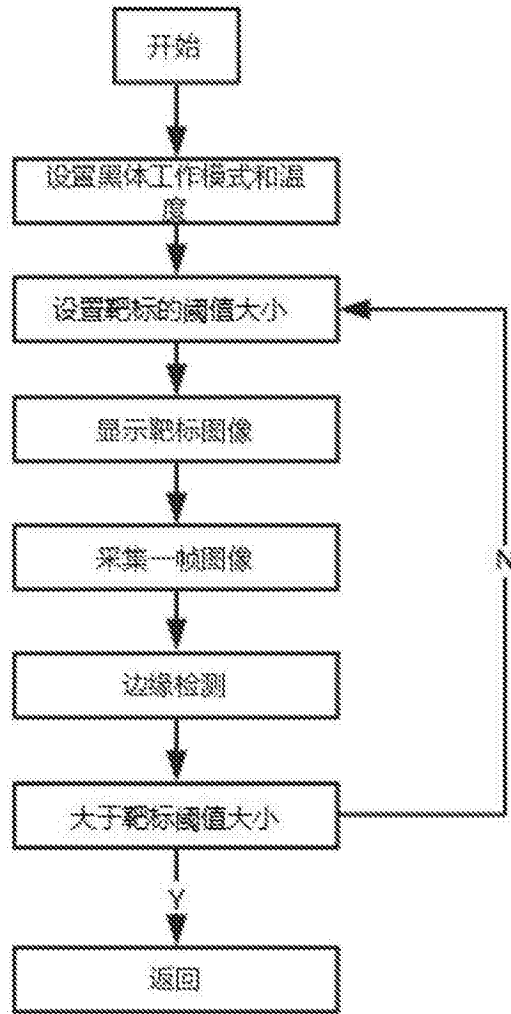 开始
设置黑体工作模式和温
度
设置靶标的阈值大小
显示靶标图像
采集一帧图像
边缘检测
N
大于靶标阈值大小
Y
返回